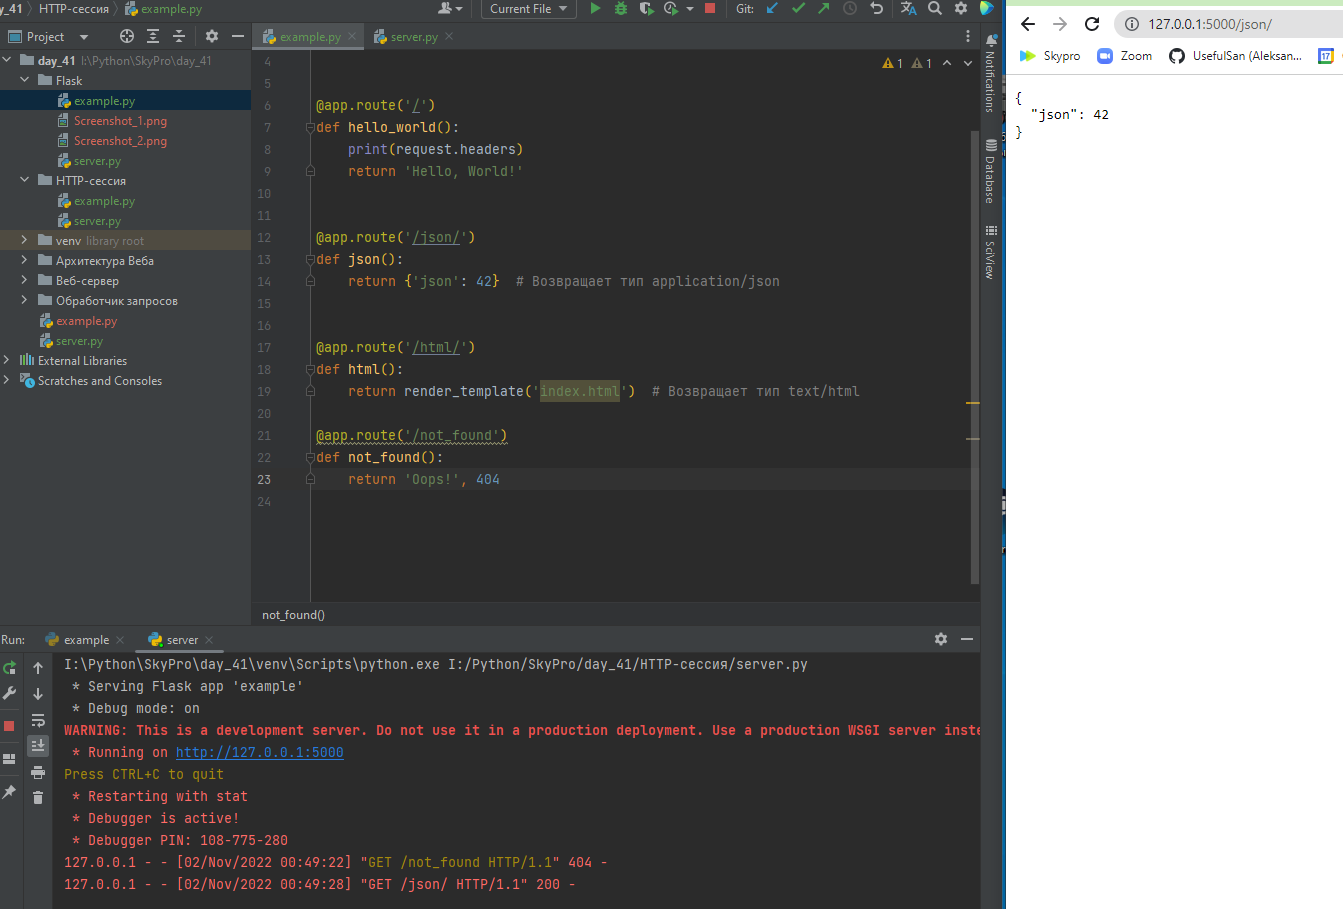 y_41 〉 HTTP-сессия 〉 example.py
Current File
Git:
Project
day_41 I:\Python\SkyPro\day_41
Flask
example.py
Screenshot_1.png
Screenshot_2.png
server.py
HTTP-сессия
example.py
server.py
venv library root
Архитектура Веба
Веб-сервер
Обработчик запросов
example.py
server.py
External Libraries
Scratches and Consoles
example.py
server.py
1 1
4
5
6 @app.route('/')
7 def hello_world():
8 print(request.headers)
9 return 'Hello, World!'
10
11
12 @app.route('/json/')
13 def json():
14 return {'json': 42} # Возвращает тип application/json
15
16
17 @app.route('/html/')
18 def html():
19 return render_template('index.html') # Возвращает тип text/html
20
21 @app.route('/not_found')
22 def not_found():
23 return 'Oops!', 404
24
not_found()
Notifications
Database
SciView
Run: example server
I:\Python\SkyPro\day_41\venv\Scripts\python.exe I:/Python/SkyPro/day_41/HTTP-сессия/server.py
* Serving Flask app 'example'
* Debug mode: on
WARNING: This is a development server. Do not use it in a production deployment. Use a production WSGI server inste
* Running on http://127.0.0.1:5000
Press CTRL+C to quit
* Restarting with stat
* Debugger is active!
* Debugger PIN: 108-775-280
127.0.0.1 - - [02/Nov/2022 00:49:22] "GET /not_found HTTP/1.1" 404 -
127.0.0.1 - - [02/Nov/2022 00:49:28] "GET /json/ HTTP/1.1" 200 -
127.0.0.1:5000/json/
Skypro Zoom UsefulSan (Aleksan... 17
{
"json": 42
}